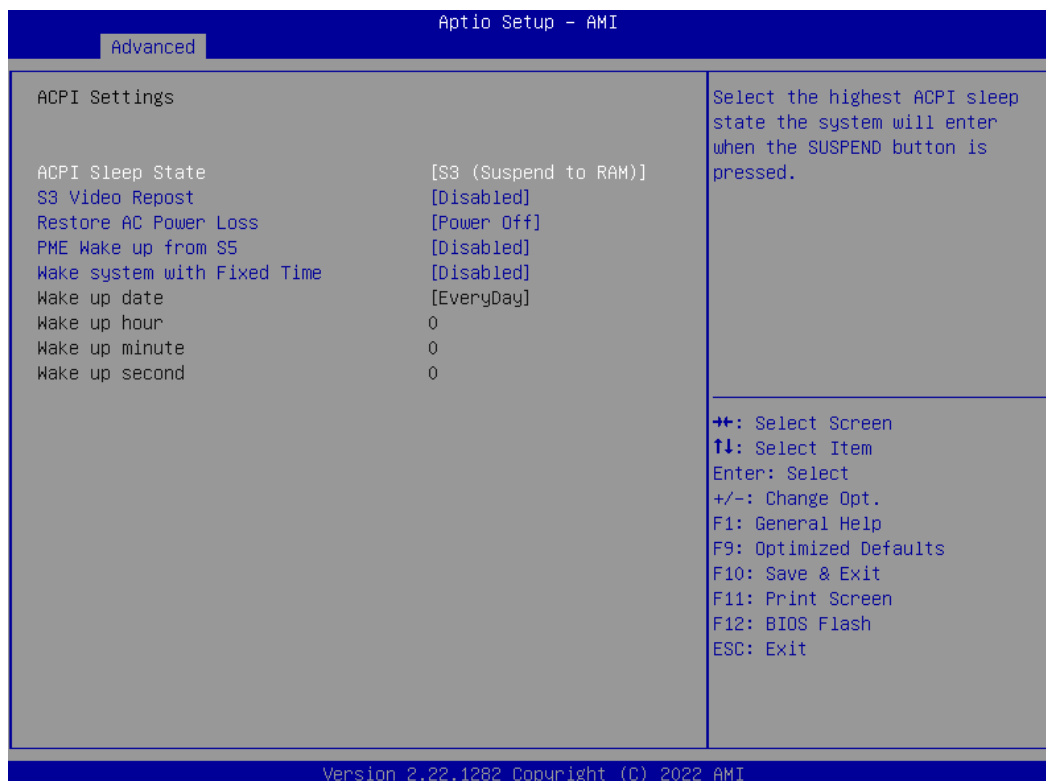 Aptio Setup – AMI
Advanced
ACPI Settings
ACPI Sleep State [S3 (Suspend to RAM)]
S3 Video Repost [Disabled]
Restore AC Power Loss [Power Off]
PME Wake up from S5 [Disabled]
Wake system with Fixed Time [Disabled]
Wake up date [EveryDay]
Wake up hour 0
Wake up minute 0
Wake up second 0
Select the highest ACPI sleep
state the system will enter
when the SUSPEND button is
pressed.
→←: Select Screen
↑↓: Select Item
Enter: Select
+/-: Change Opt.
F1: General Help
F9: Optimized Defaults
F10: Save & Exit
F11: Print Screen
F12: BIOS Flash
ESC: Exit
Version 2.22.1282 Copyright (C) 2022 AMI